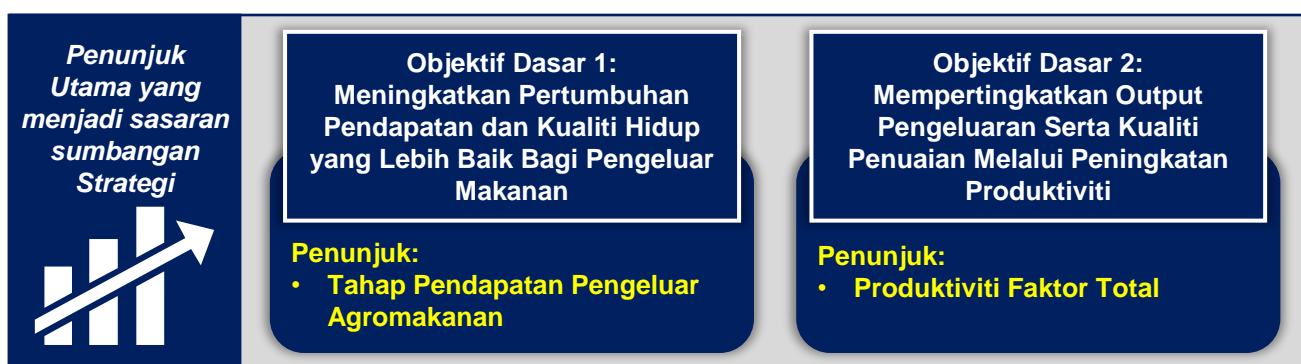 Penunjuk
Utama yang
menjadi sasaran
sumbangan
Strategi
Objektif Dasar 1:
Meningkatkan Pertumbuhan
Pendapatan dan Kualiti Hidup
yang Lebih Baik Bagi Pengeluar
Makanan
Penunjuk:
• Tahap Pendapatan Pengeluar
Agromakanan
Objektif Dasar 2:
Mempertingkatkan Output
Pengeluaran Serta Kualiti
Penuaian Melalui Peningkatan
Produktiviti
Penunjuk:
• Produktiviti Faktor Total